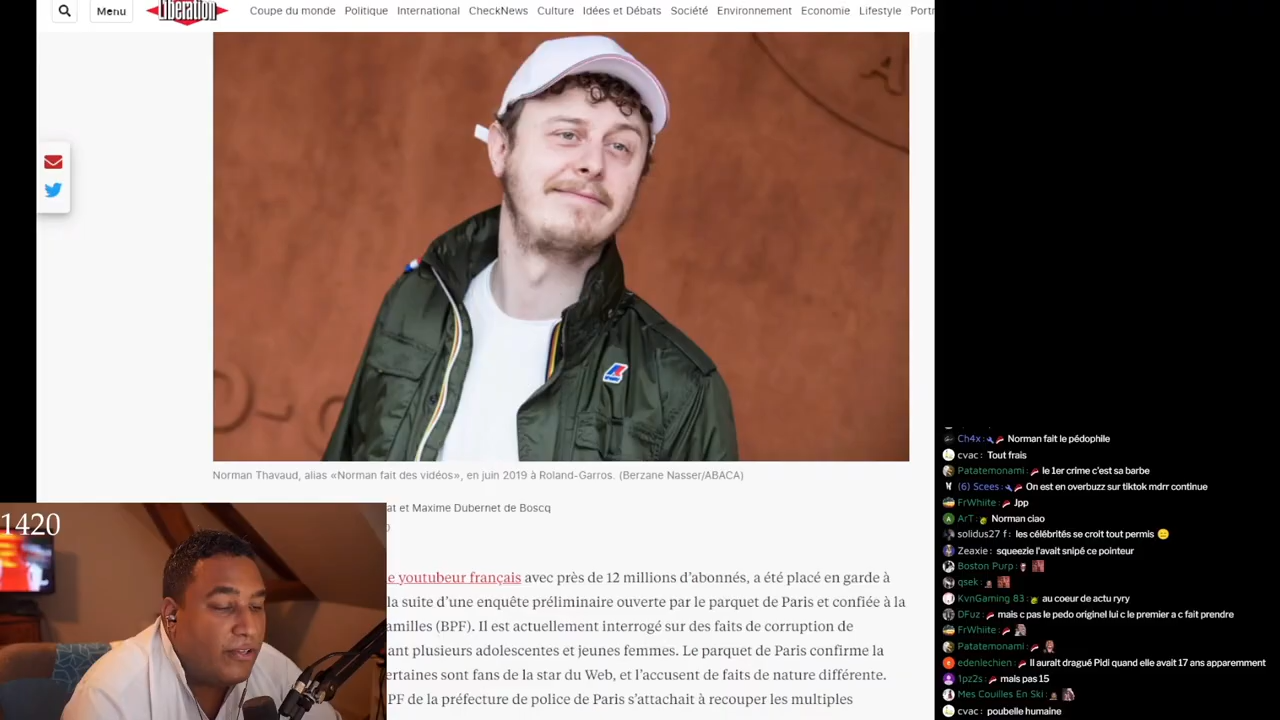 Menu
Libération
Coupe du monde Politique International CheckNews Culture Idées et Débats Société Environnement Economie Lifestyle
Norman Thavaud, alias «Norman fait des vidéos», en juin 2019 à Roland-Garros. (Berzane Nasser/ABACA)
et Maxime Dubernet de Boscq
1420
youtubeur français avec près de 12 millions d'abonnés, a été placé en garde à
la suite d'une enquête préliminaire ouverte par le parquet de Paris et confiée à la
(BPF). Il est actuellement interrogé sur des faits de corruption de
plusieurs adolescentes et jeunes femmes. Le parquet de Paris confirme la
sont fans de la star du Web, et l'accusent de faits de nature différente.
de la préfecture de police de Paris s'attachait à recouper les multiples
Ch4x : Norman fait le pédophile
cvac : Tout frais
Patatemonami : le 1er crime c'est sa barbe
(6) Scees : On est en overbuzz sur tiktok mdrr continue
FrWhiite : Jpp
ArT : Norman ciao
solidus27 f : les célébrités se croit tout permis
Zeaxie : squeezie l'avait snipé ce pointeur
Boston Purp :
qsek :
KvnGaming 83 : au coeur de actu ryry
DFuz : mais c pas le pedo originel lui c le premier a c fait prendre
FrWhiite :
Patatemonami :
edenlechien : Il aurait dragué Pidi quand elle avait 17 ans apparemment
1pz2s : mais pas 15
Mes Couilles En Ski :
cvac : poubelle humaine